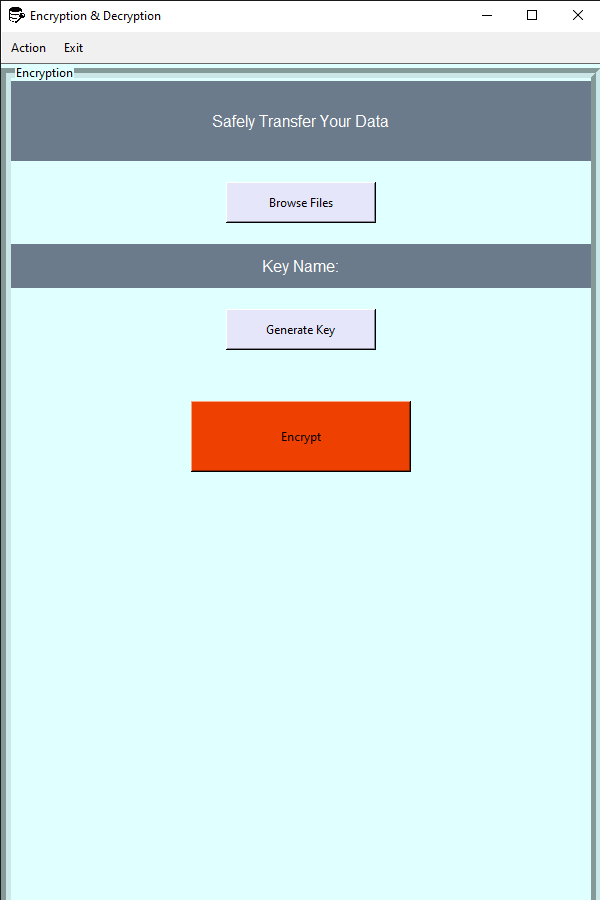 Encryption & Decryption
Action Exit
Encryption
Safely Transfer Your Data
Browse Files
Key Name:
Generate Key
Encrypt